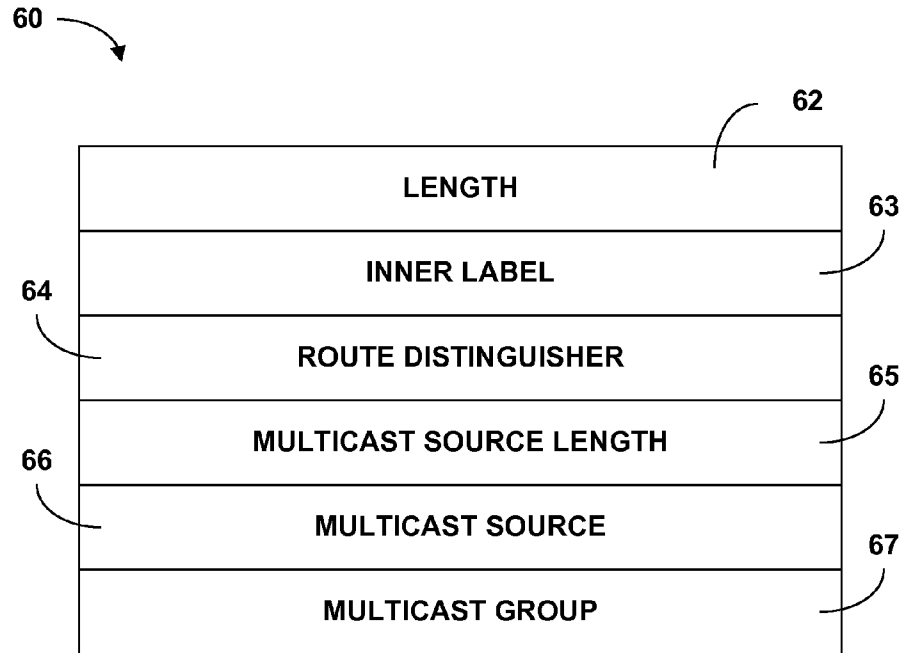 60
62
LENGTH
63
INNER LABEL
64
ROUTE DISTINGUISHER
65
MULTICAST SOURCE LENGTH
66
MULTICAST SOURCE
67
MULTICAST GROUP